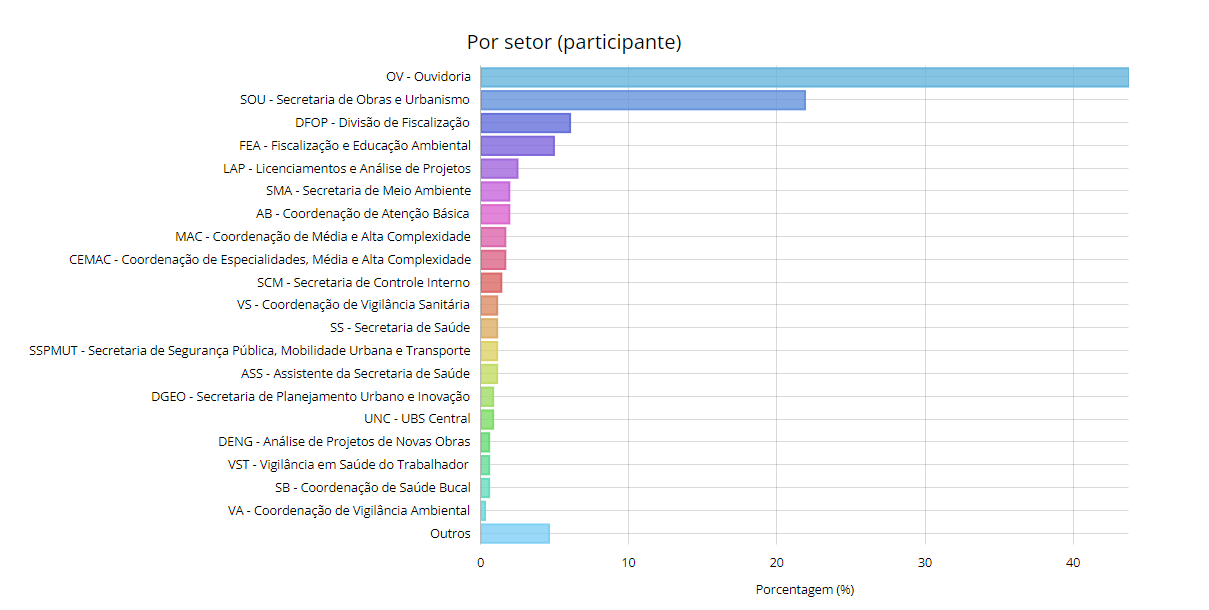 Por setor (participante)
OV - Ouvidoria
SOU - Secretaria de Obras e Urbanismo
DFOP - Divisão de Fiscalização
FEA - Fiscalização e Educação Ambiental
LAP - Licenciamentos e Análise de Projetos
SMA - Secretaria de Meio Ambiente
AB - Coordenação de Atenção Básica
MAC - Coordenação de Média e Alta Complexidade
CEMAC - Coordenação de Especialidades, Média e Alta Complexidade
SCM - Secretaria de Controle Interno
VS - Coordenação de Vigilância Sanitária
SS - Secretaria de Saúde
SSPMUT - Secretaria de Segurança Pública, Mobilidade Urbana e Transporte
ASS - Assistente da Secretaria de Saúde
DGEO - Secretaria de Planejamento Urbano e Inovação
UNC - UBS Central
DENG - Análise de Projetos de Novas Obras
VST - Vigilância em Saúde do Trabalhador
SB - Coordenação de Saúde Bucal
VA - Coordenação de Vigilância Ambiental
Outros
0 10 20 30 40
Porcentagem (%)